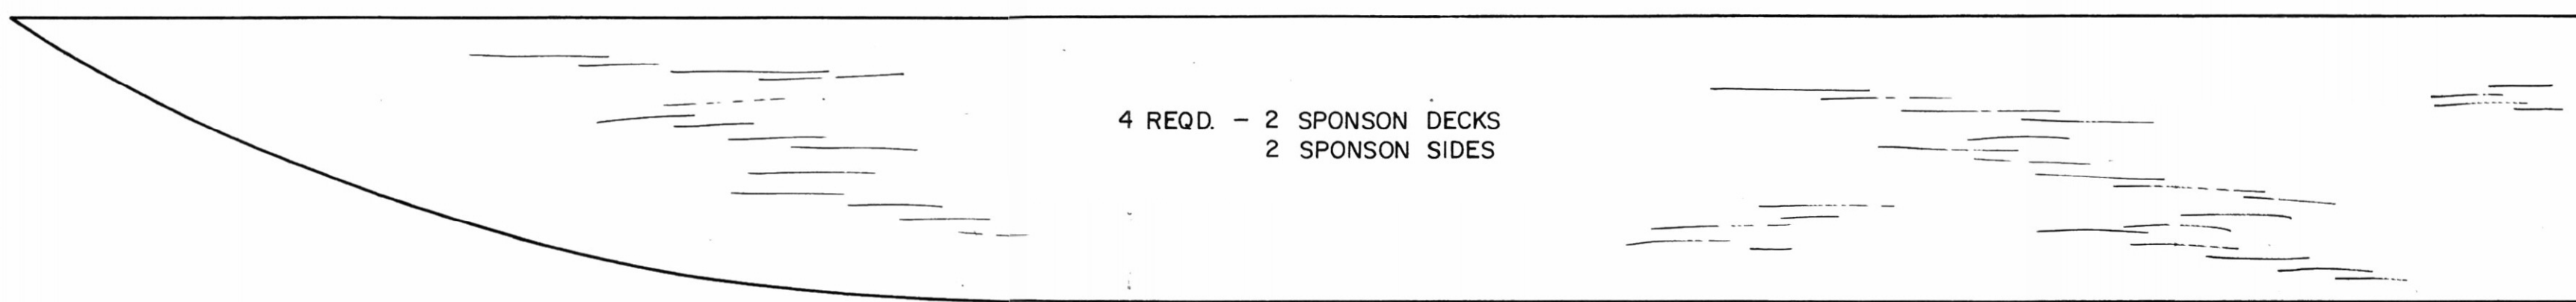 4 REQD. - 2 SPONSON DECKS
2 SPONSON SIDES